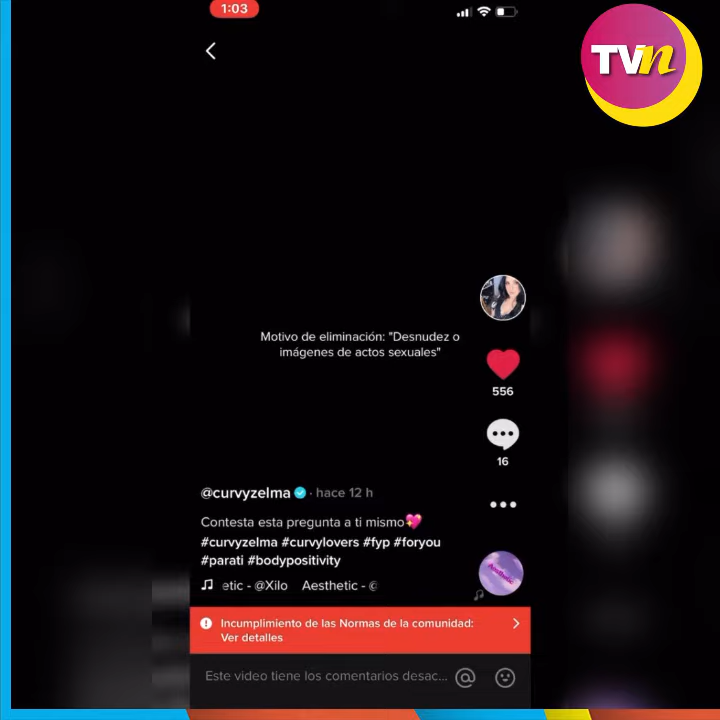 1:03
TVn
Motivo de eliminación: "Desnudez o
imágenes de actos sexuales"
556
16
@curvyzelma · hace 12 h
Contesta esta pregunta a ti mismo💖
#curvyzelma #curvylovers #fyp #foryou
#parati #bodypositivity
etic - @Xilo Aesthetic - @
Aesthetic
Incumplimiento de las Normas de la comunidad:
Ver detalles
Este video tiene los comentarios desac...